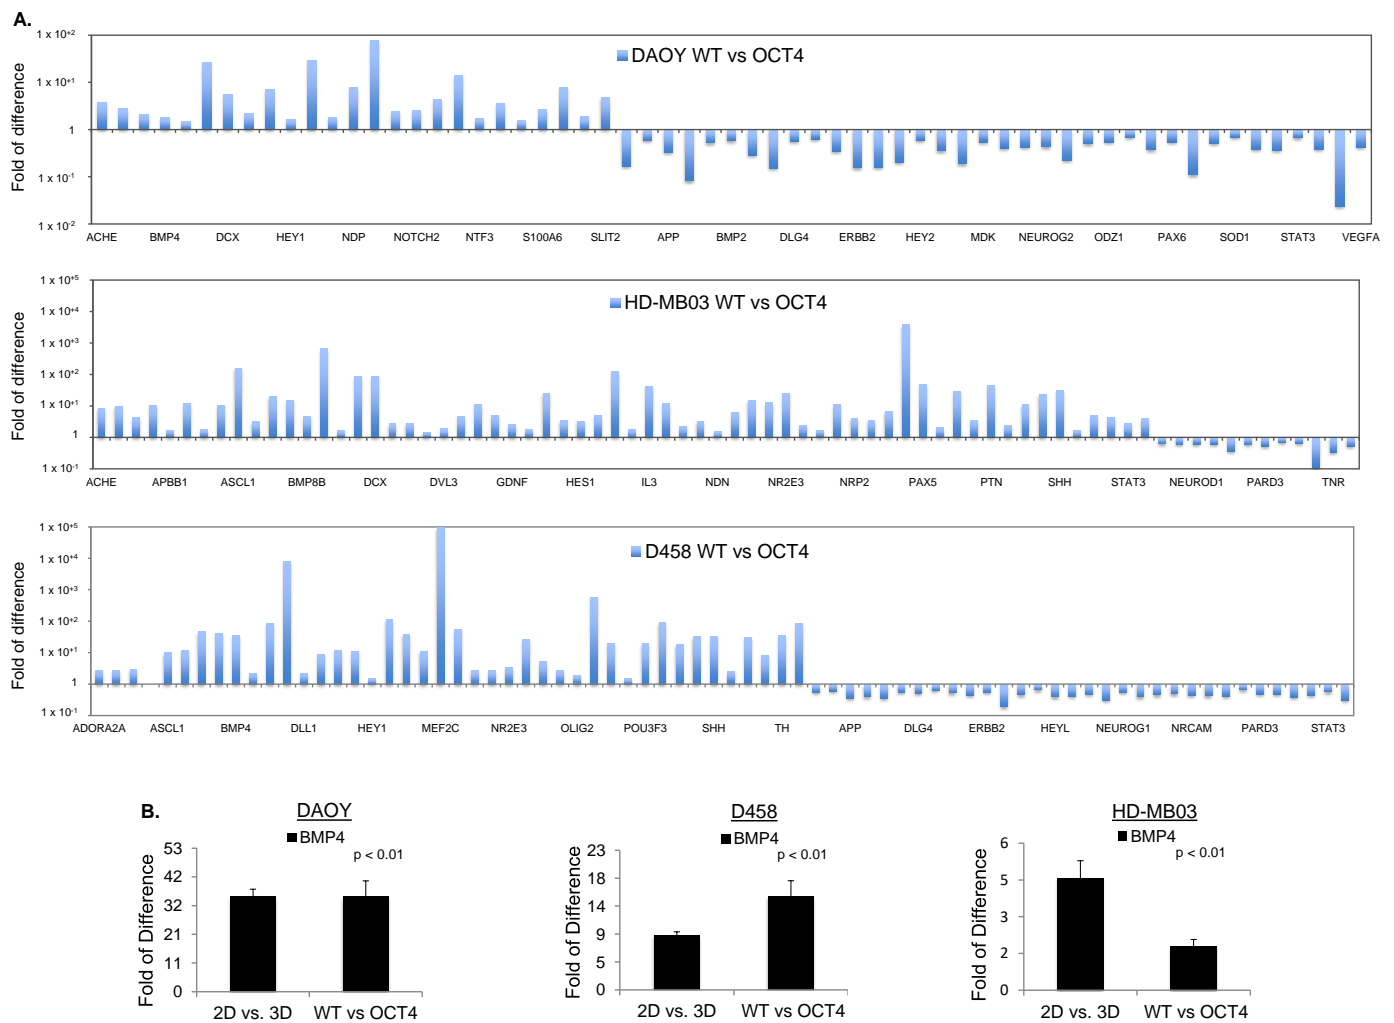 A.
DAOY WT vs OCT4
Fold of difference
1 x 10+2
1 x 10+1
1
1 x 10-1
1 x 10-2
ACHE BMP4 DCX HEY1 NDP NOTCH2 NTF3 S100A6 SLIT2 APP BMP2 DLG4 ERBB2 HEY2 MDK NEUROG2 ODZ1 PAX6 SOD1 STAT3 VEGFA
HD-MB03 WT vs OCT4
Fold of difference
1 x 10+5
1 x 10+4
1 x 10+3
1 x 10+2
1 x 10+1
1
1 x 10-1
ACHE APBB1 ASCL1 BMP8B DCX DVL3 GDNF HES1 IL3 NDN NR2E3 NRP2 PAX5 PTN SHH STAT3 NEUROD1 PARD3 TNR
D458 WT vs OCT4
Fold of difference
1 x 10+5
1 x 10+4
1 x 10+3
1 x 10+2
1 x 10+1
1
1 x 10-1
ADORA2A ASCL1 BMP4 DLL1 HEY1 MEF2C NR2E3 OLIG2 POU3F3 SHH TH APP DLG4 ERBB2 HEYL NEUROG1 NRCAM PARD3 STAT3
B.
DAOY
BMP4
p < 0.01
Fold of Difference
53
42
32
21
11
0
2D vs. 3D WT vs OCT4
D458
BMP4
p < 0.01
Fold of Difference
23
18
14
9
5
0
2D vs. 3D WT vs OCT4
HD-MB03
BMP4
p < 0.01
Fold of Difference
6
5
3
2
0
2D vs. 3D WT vs OCT4